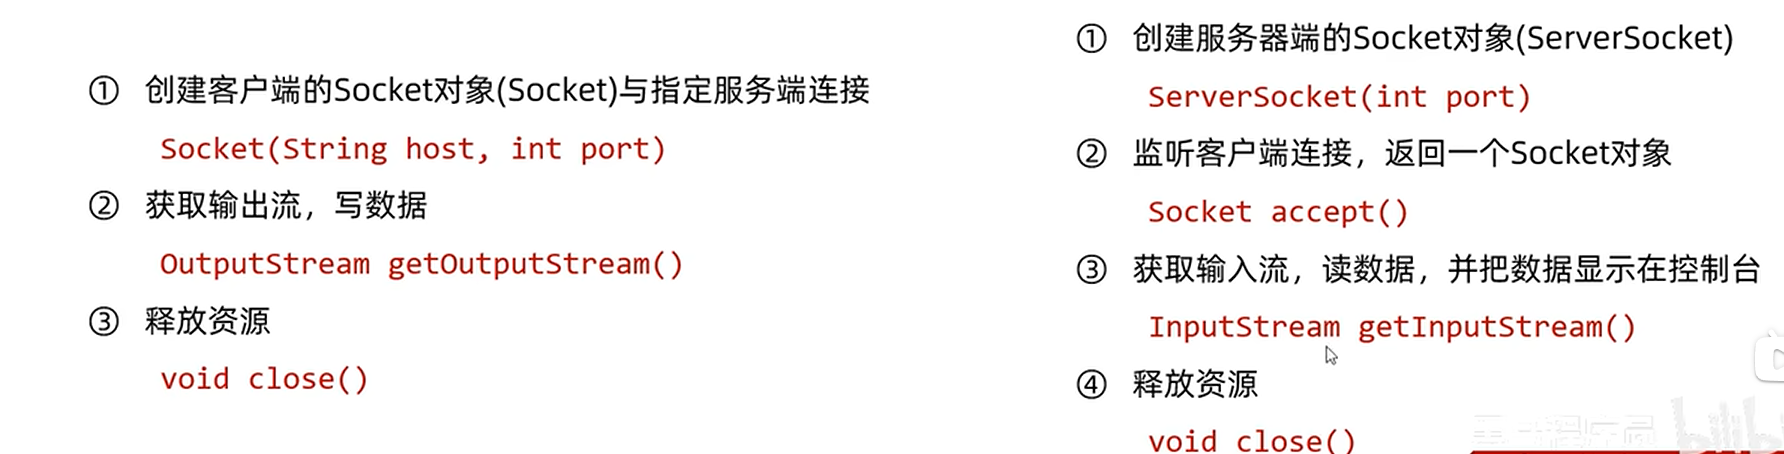 ① 创建客户端的Socket对象(Socket)与指定服务端连接
Socket(String host, int port)
② 获取输出流，写数据
OutputStream getOutputStream()
③ 释放资源
void close()
① 创建服务器端的Socket对象(ServerSocket)
ServerSocket(int port)
② 监听客户端连接，返回一个Socket对象
Socket accept()
③ 获取输入流，读数据，并把数据显示在控制台
InputStream getInputStream()
④ 释放资源
void close()